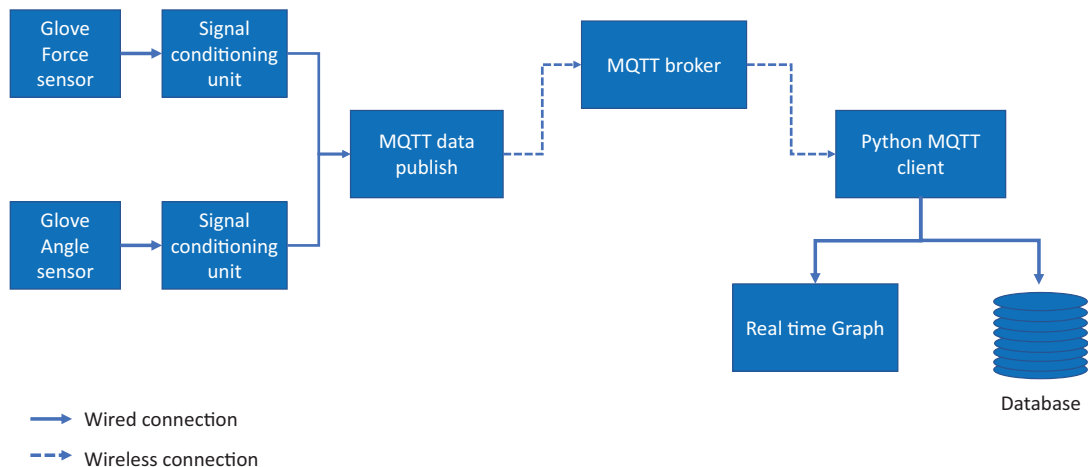 Glove
Force
sensor
Signal
conditioning
unit
MQTT broker
MQTT data
publish
Python MQTT
client
Glove
Angle
sensor
Signal
conditioning
unit
Real time Graph
Database
Wired connection
Wireless connection